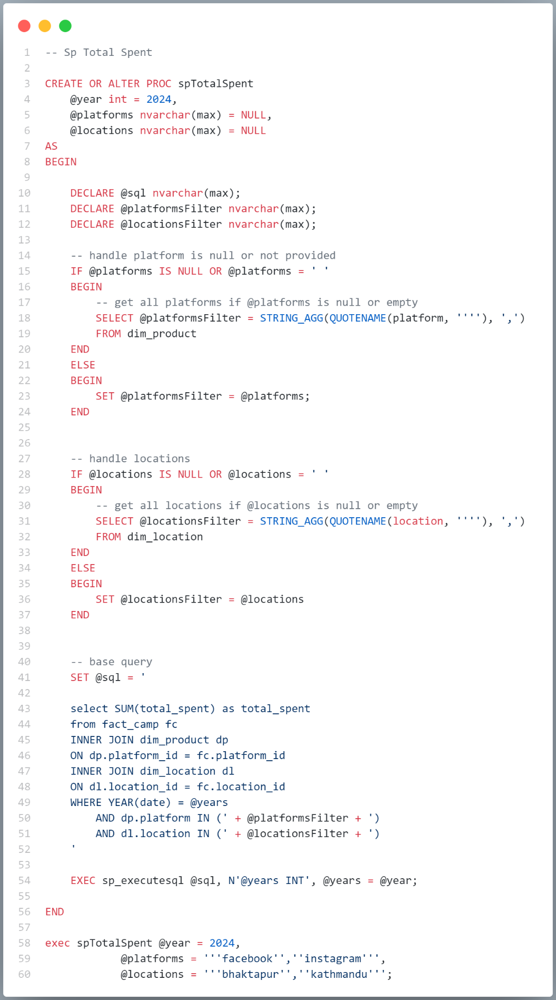 1 -- Sp Total Spent
2
3 CREATE OR ALTER PROC spTotalSpent
4     @year int = 2024,
5     @platforms nvarchar(max) = NULL,
6     @locations nvarchar(max) = NULL
7 AS
8 BEGIN
9
10     DECLARE @sql nvarchar(max);
11     DECLARE @platformsFilter nvarchar(max);
12     DECLARE @locationsFilter nvarchar(max);
13
14     -- handle platform is null or not provided
15     IF @platforms IS NULL OR @platforms = ' '
16     BEGIN
17         -- get all platforms if @platforms is null or empty
18         SELECT @platformsFilter = STRING_AGG(QUOTENAME(platform, ''''), ',')
19         FROM dim_product
20     END
21     ELSE
22     BEGIN
23         SET @platformsFilter = @platforms;
24     END
25
26
27     -- handle locations
28     IF @locations IS NULL OR @locations = ' '
29     BEGIN
30         -- get all locations if @locations is null or empty
31         SELECT @locationsFilter = STRING_AGG(QUOTENAME(location, ''''), ',')
32         FROM dim_location
33     END
34     ELSE
35     BEGIN
36         SET @locationsFilter = @locations
37     END
38
39
40     -- base query
41     SET @sql = '
42
43     select SUM(total_spent) as total_spent
44     from fact_camp fc
45     INNER JOIN dim_product dp
46     ON dp.platform_id = fc.platform_id
47     INNER JOIN dim_location dl
48     ON dl.location_id = fc.location_id
49     WHERE YEAR(date) = @years
50         AND dp.platform IN (' + @platformsFilter + ')
51         AND dl.location IN (' + @locationsFilter + ')
52     '
53
54     EXEC sp_executesql @sql, N'@years INT', @years = @year;
55
56 END
57
58 exec spTotalSpent @year = 2024,
59             @platforms = '''facebook'',''instagram''',
60             @locations = '''bhaktapur'',''kathmandu''';